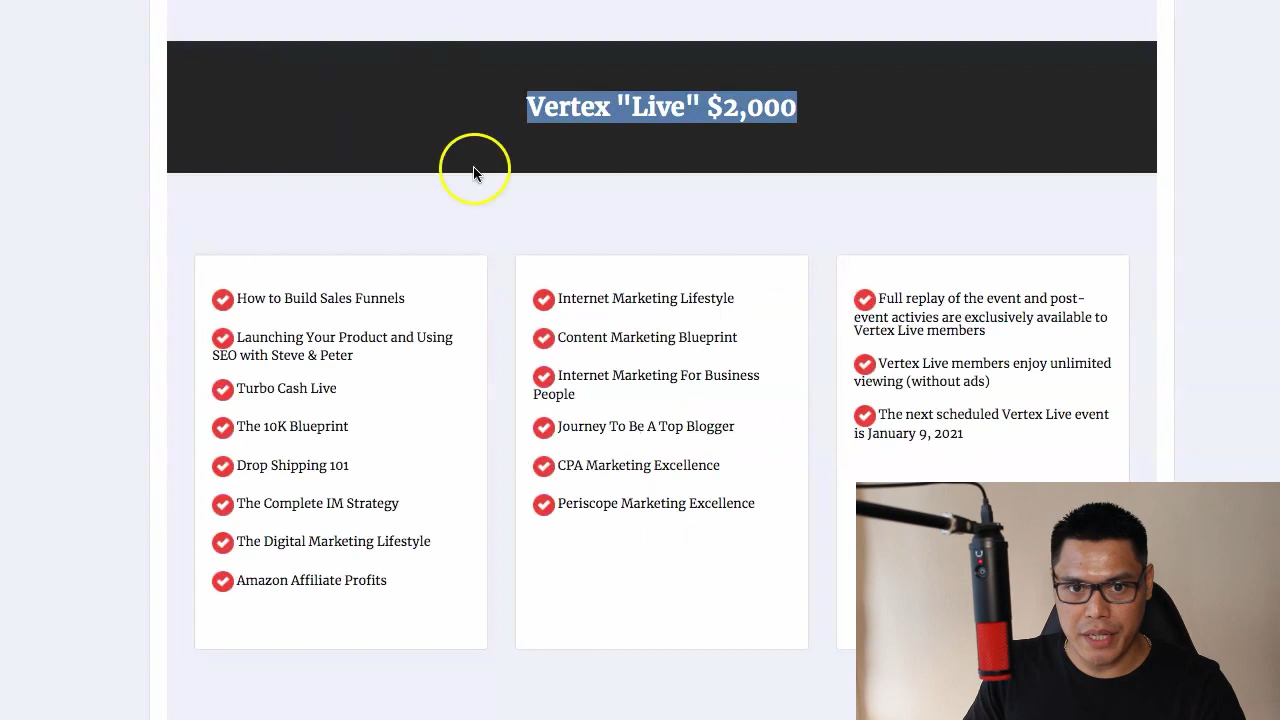 Vertex "Live" $2,000
How to Build Sales Funnels
Launching Your Product and Using
SEO with Steve & Peter
Turbo Cash Live
The 10K Blueprint
Drop Shipping 101
The Complete IM Strategy
The Digital Marketing Lifestyle
Amazon Affiliate Profits
Internet Marketing Lifestyle
Content Marketing Blueprint
Internet Marketing For Business
People
Journey To Be A Top Blogger
CPA Marketing Excellence
Periscope Marketing Excellence
Full replay of the event and post-
event activies are exclusively available to
Vertex Live members
Vertex Live members enjoy unlimited
viewing (without ads)
The next scheduled Vertex Live event
is January 9, 2021